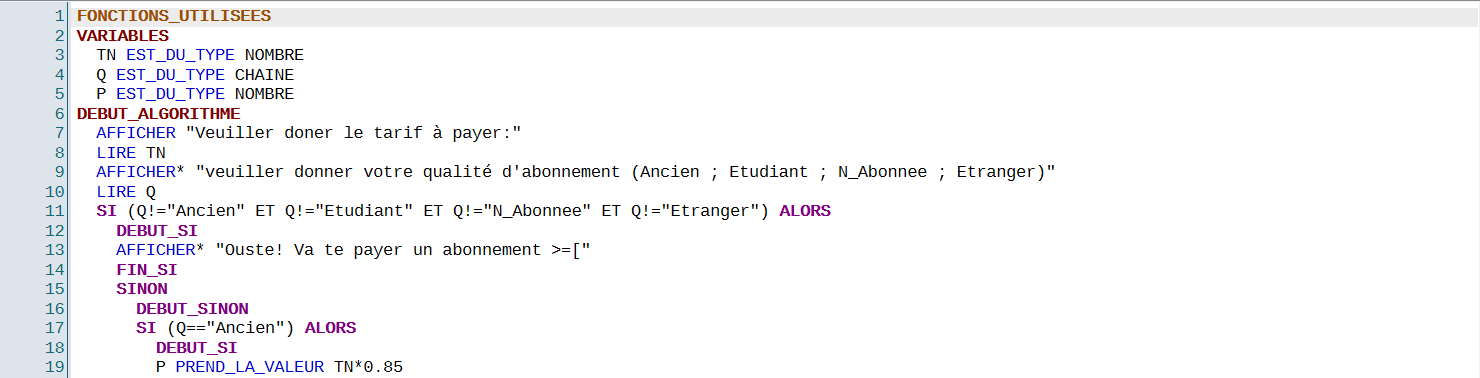 1 FONCTIONS_UTILISEES
2 VARIABLES
3 TN EST_DU_TYPE NOMBRE
4 Q EST_DU_TYPE CHAINE
5 P EST_DU_TYPE NOMBRE
6 DEBUT_ALGORITHME
7 AFFICHER "Veuiller doner le tarif à payer:"
8 LIRE TN
9 AFFICHER* "veuiller donner votre qualité d'abonnement (Ancien ; Etudiant ; N_Abonnee ; Etranger)"
10 LIRE Q
11 SI (Q!="Ancien" ET Q!="Etudiant" ET Q!="N_Abonnee" ET Q!="Etranger") ALORS
12 DEBUT_SI
13 AFFICHER* "Ouste! Va te payer un abonnement >=["
14 FIN_SI
15 SINON
16 DEBUT_SINON
17 SI (Q=="Ancien") ALORS
18 DEBUT_SI
19 P PREND_LA_VALEUR TN*0.85